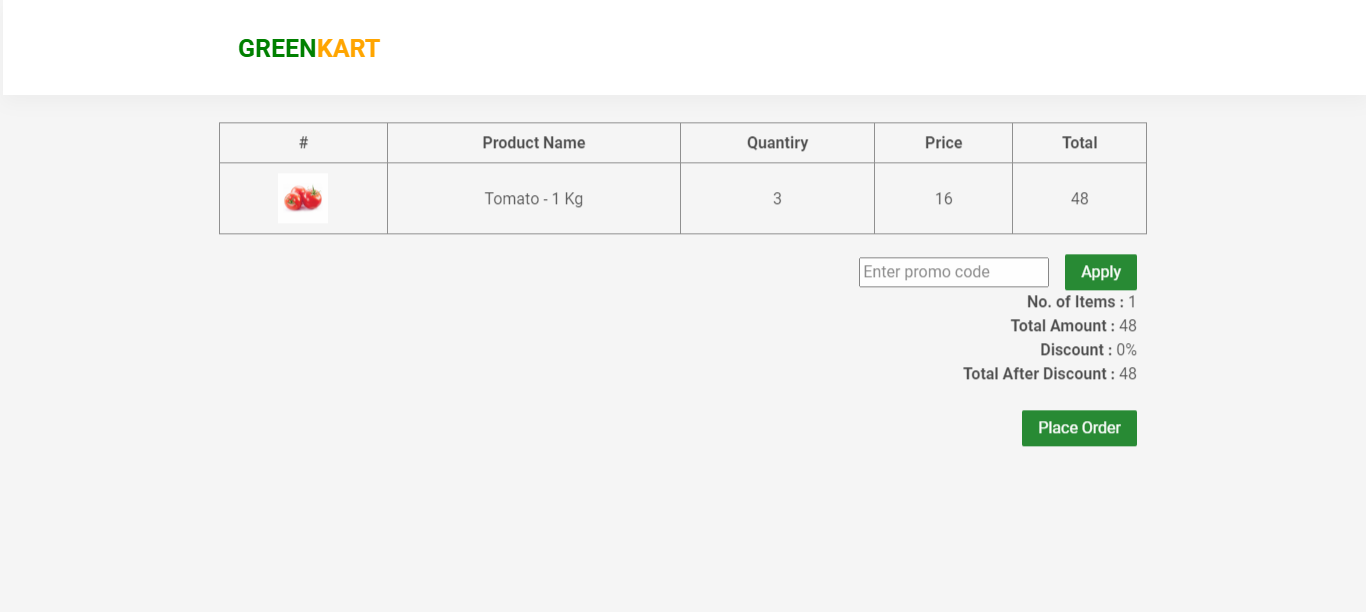 GREENKART
# Product Name Quantiry Price Total
Tomato - 1 Kg 3 16 48
Enter promo code Apply
No. of Items : 1
Total Amount : 48
Discount : 0%
Total After Discount : 48
Place Order